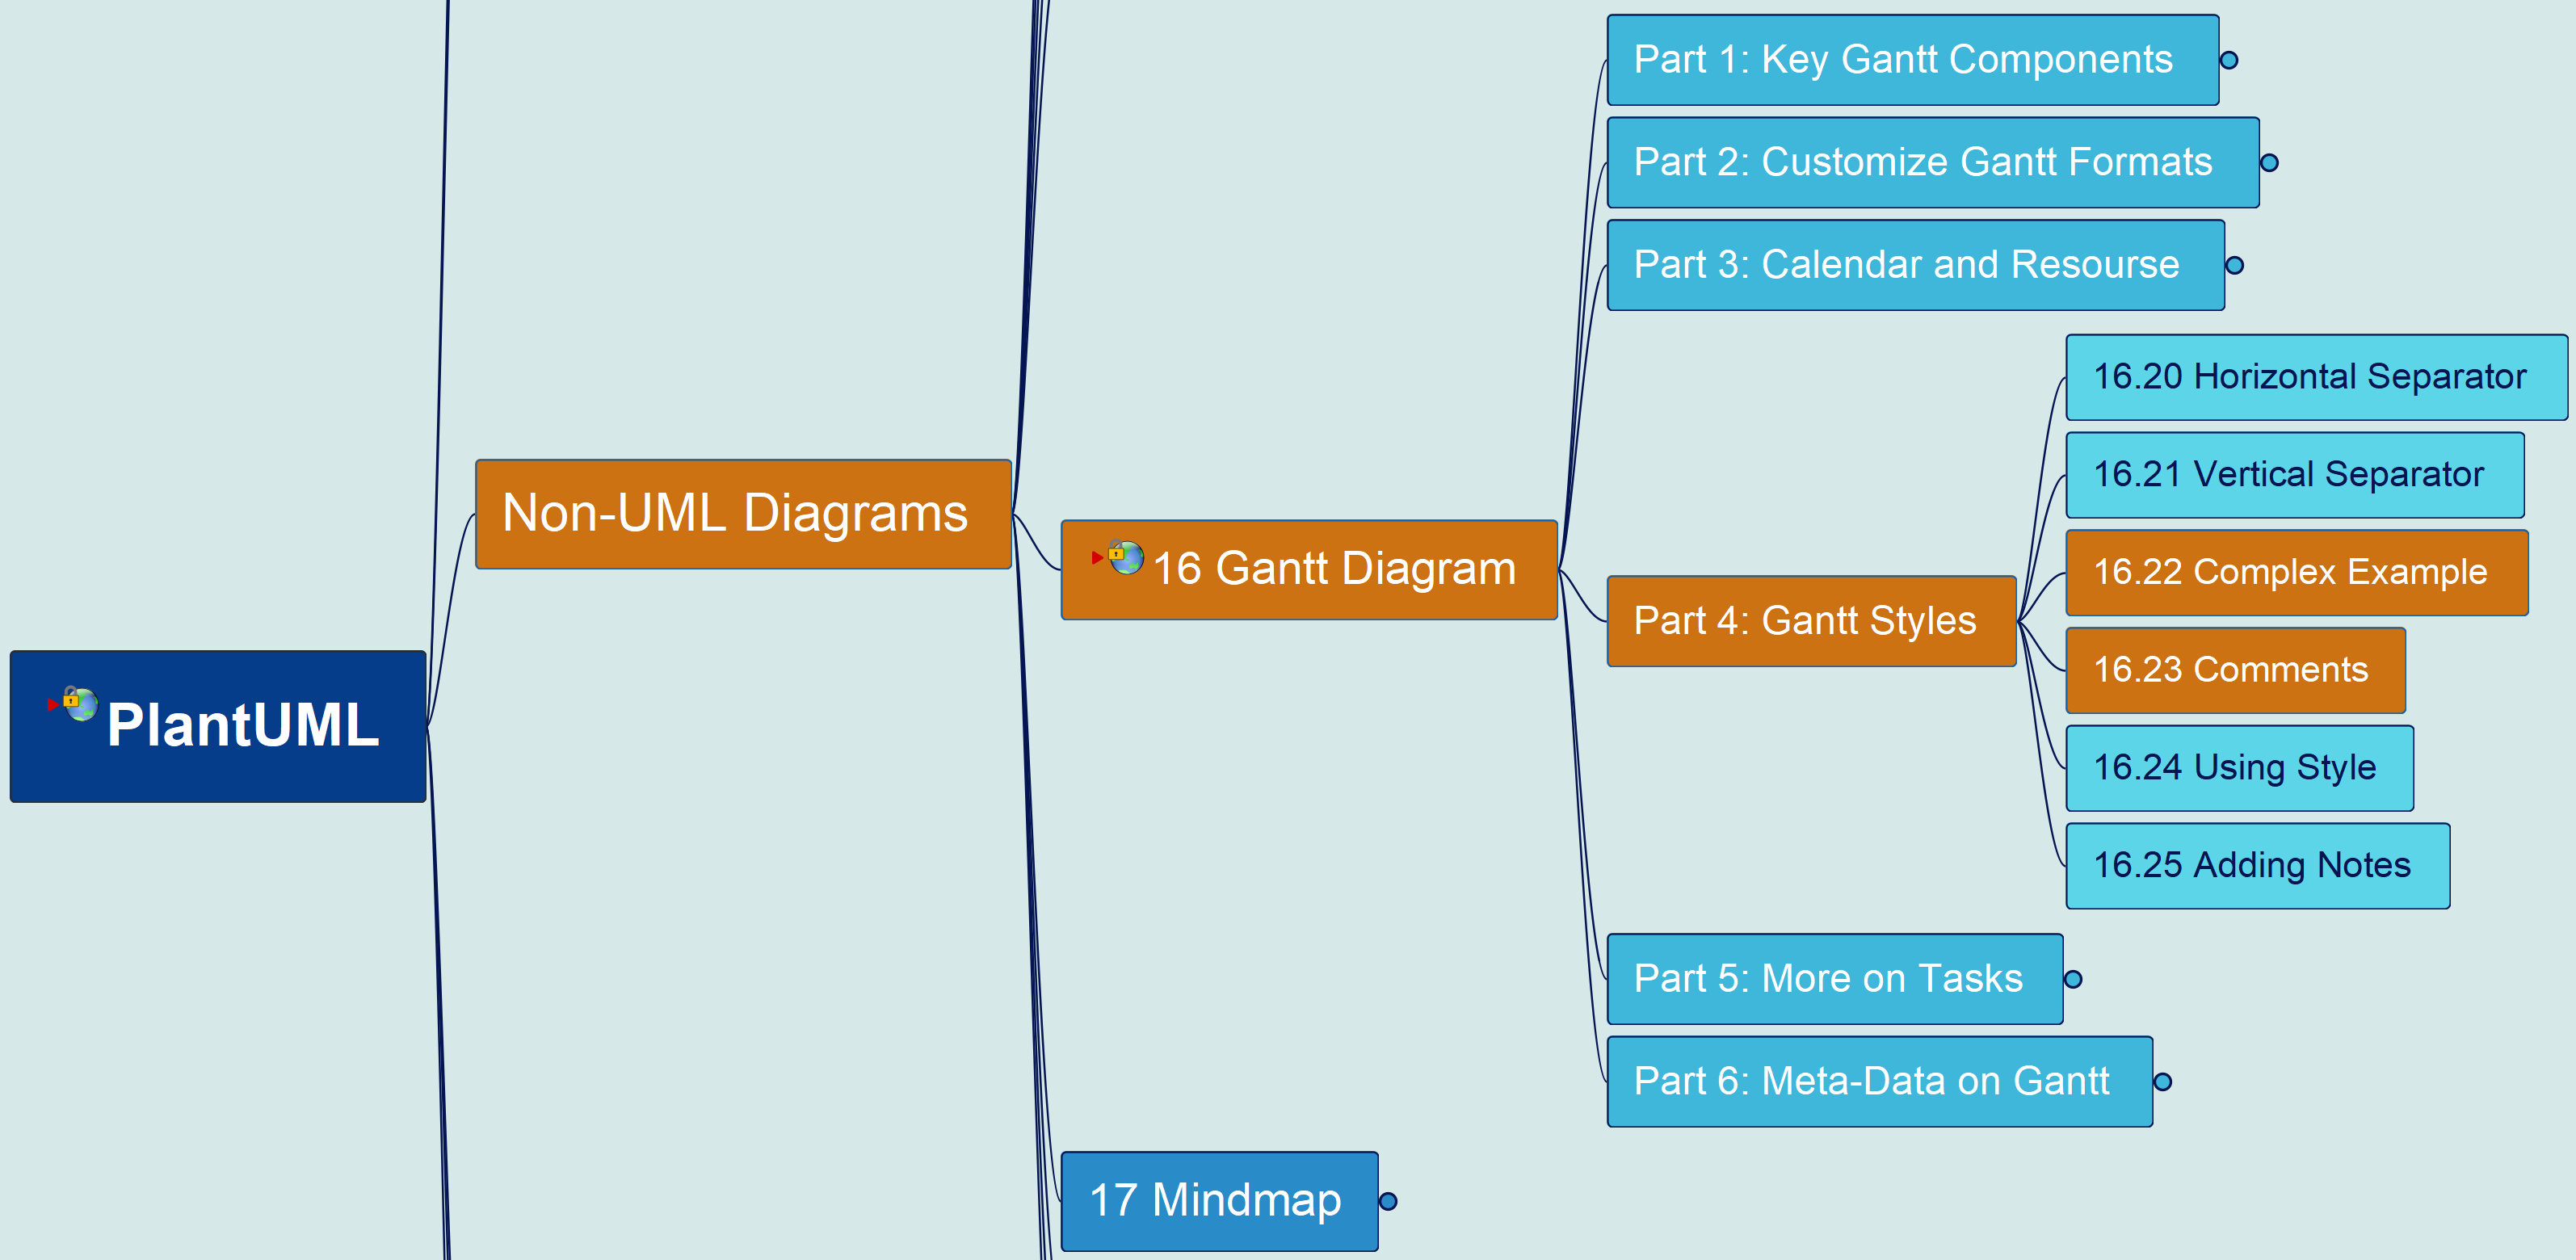 Part 1: Key Gantt Components
Part 2: Customize Gantt Formats
Part 3: Calendar and Resourse
16.20 Horizontal Separator
16.21 Vertical Separator
Non-UML Diagrams
16 Gantt Diagram
16.22 Complex Example
Part 4: Gantt Styles
16.23 Comments
PlantUML
16.24 Using Style
16.25 Adding Notes
Part 5: More on Tasks
Part 6: Meta-Data on Gantt
17 Mindmap